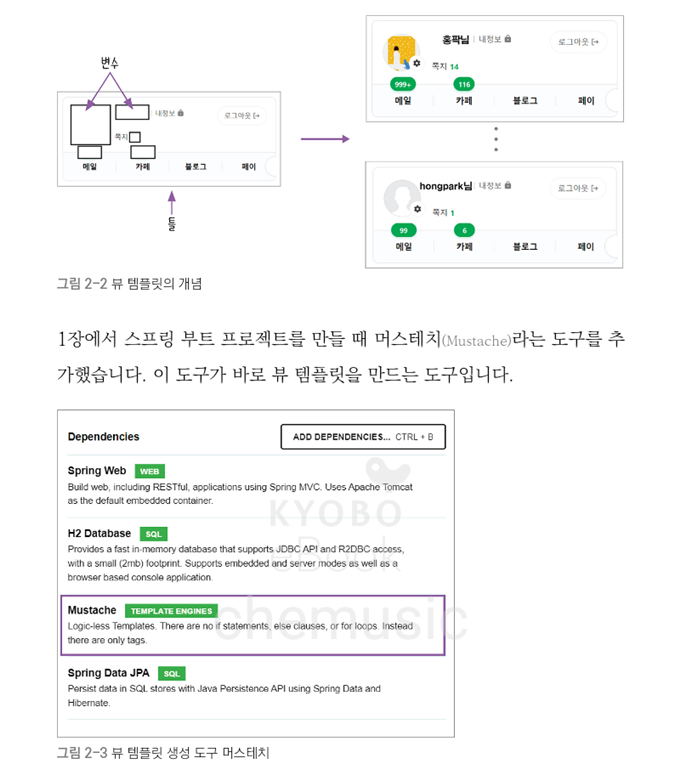 변수
내정보
로그아웃
쪽지
메일 카페 블로그 페이
틀
홍팍님 내정보
로그아웃
쪽지 14
999+ 116
메일 카페 블로그 페이
hongpark님 내정보
로그아웃
쪽지 1
99 6
메일 카페 블로그 페이
그림 2-2 뷰 템플릿의 개념
1장에서 스프링 부트 프로젝트를 만들 때 머스테치(Mustache)라는 도구를 추
가했습니다. 이 도구가 바로 뷰 템플릿을 만드는 도구입니다.
Dependencies
ADD DEPENDENCIES... CTRL + B
Spring Web WEB
Build web, including RESTful, applications using Spring MVC. Uses Apache Tomcat
as the default embedded container.
H2 Database SQL
Provides a fast in-memory database that supports JDBC API and R2DBC access,
with a small (2mb) footprint. Supports embedded and server modes as well as a
browser based console application.
Mustache TEMPLATE ENGINES
Logic-less Templates. There are no if statements, else clauses, or for loops. Instead
there are only tags.
Spring Data JPA SQL
Persist data in SQL stores with Java Persistence API using Spring Data and
Hibernate.
KYOBO
eBook
chemusic
그림 2-3 뷰 템플릿 생성 도구 머스테치